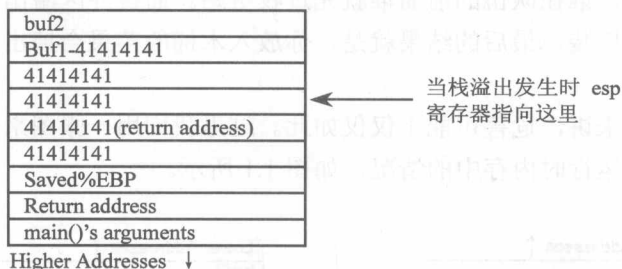 buf2
Buf1-41414141
41414141
41414141
41414141(return address)
41414141
Saved%EBP
Return address
main()'s arguments
Higher Addresses ↓
当栈溢出发生时 esp
寄存器指向这里